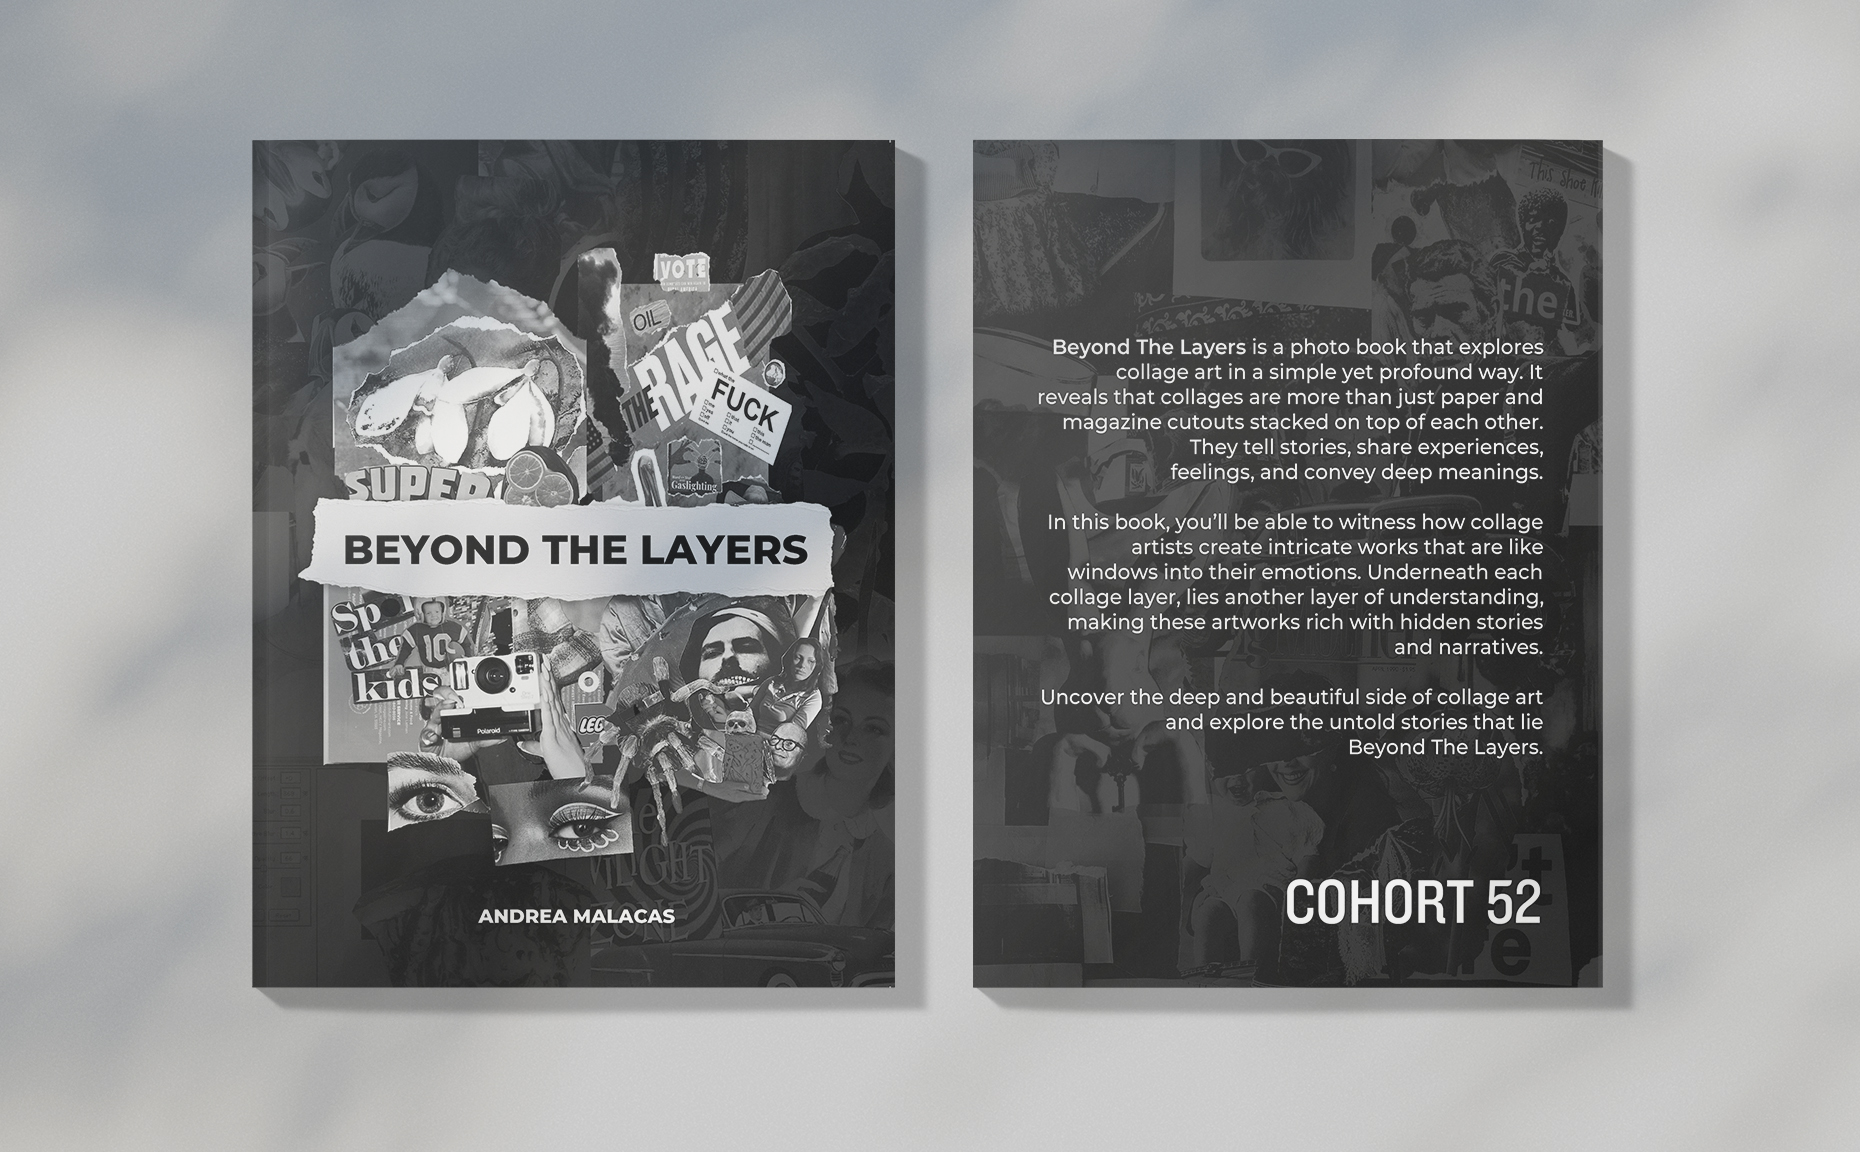 VOTE
OIL
THE RAGE
FUCK
Gaslighting
SUPER
BEYOND THE LAYERS
the
kids
10
Polaroid
LEG
ANDREA MALACAS
This shoe
the
Beyond The Layers is a photo book that explores
collage art in a simple yet profound way. It
reveals that collages are more than just paper and
magazine cutouts stacked on top of each other.
They tell stories, share experiences,
feelings, and convey deep meanings.
In this book, you'll be able to witness how collage
artists create intricate works that are like
windows into their emotions. Underneath each
collage layer, lies another layer of understanding,
making these artworks rich with hidden stories
and narratives.
Uncover the deep and beautiful side of collage art
and explore the untold stories that lie
Beyond The Layers.
COHORT 52